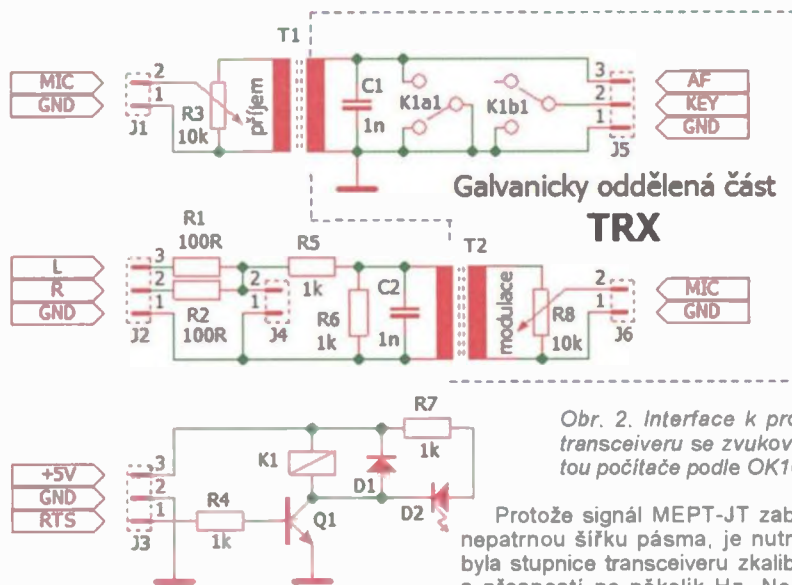 T1
MIC
GND
2
1
J1
R3
10k
příjem
C1
1n
K1a1
K1b1
3
2
1
J5
AF
KEY
GND
Galvanicky oddělená část
TRX
R1
100R
L
R
GND
3
2
1
J2
R2
100R
2
1
J4
R5
1k
R6
1k
C2
1n
T2
modulace
R8
10k
2
1
J6
MIC
GND
+5V
GND
RTS
3
2
1
J3
R4
1k
K1
Q1
D1
D2
R7
1k
Obr. 2. Interface k pro
transceiveru se zvukov
tou počítače podle OK1
Protože signál MEPT-JT zab
nepatrnou šířku pásma, je nutr
byla stupnice transceiveru zkalib